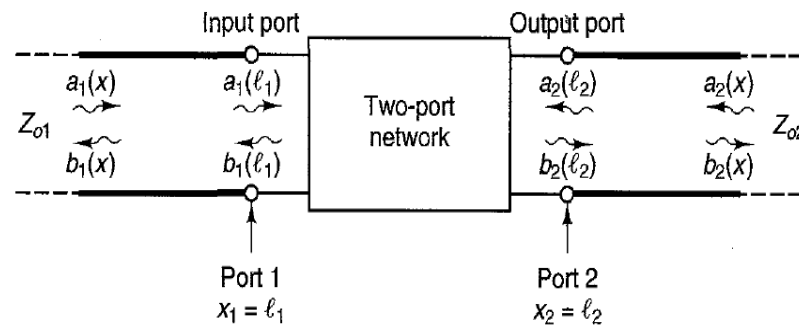 Input port Output port
a₁(x) a₁(ℓ₁) a₂(ℓ₂) a₂(x)
Two-port
Zₒ₁ network Zₒ₂
b₁(x) b₁(ℓ₁) b₂(ℓ₂) b₂(x)
Port 1 Port 2
x₁ = ℓ₁ x₂ = ℓ₂